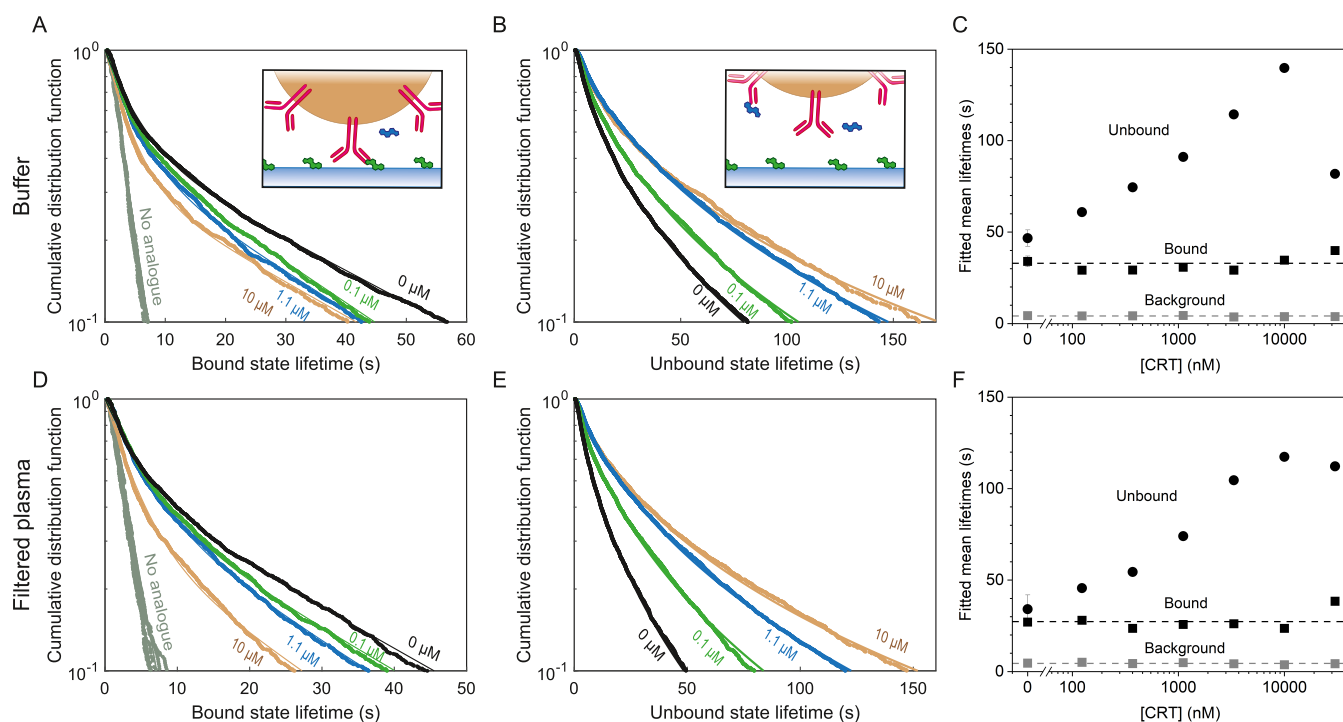 A
B
C
Buffer
Cumulative distribution function
10⁰
10⁻¹
No analogue
10 µM
1.1 µM
0.1 µM
0 µM
0 10 20 30 40 50 60
Bound state lifetime (s)
Cumulative distribution function
10⁰
10⁻¹
0 µM
0.1 µM
1.1 µM
10 µM
0 50 100 150
Unbound state lifetime (s)
Fitted mean lifetimes (s)
150
100
50
0
Unbound
Bound
Background
0 100 1000 10000
[CRT] (nM)
D
E
F
Filtered plasma
Cumulative distribution function
10⁰
10⁻¹
No analogue
10 µM
1.1 µM
0.1 µM
0 µM
0 10 20 30 40 50
Bound state lifetime (s)
Cumulative distribution function
10⁰
10⁻¹
0 µM
0.1 µM
1.1 µM
10 µM
0 50 100 150
Unbound state lifetime (s)
Fitted mean lifetimes (s)
150
100
50
0
Unbound
Bound
Background
0 100 1000 10000
[CRT] (nM)